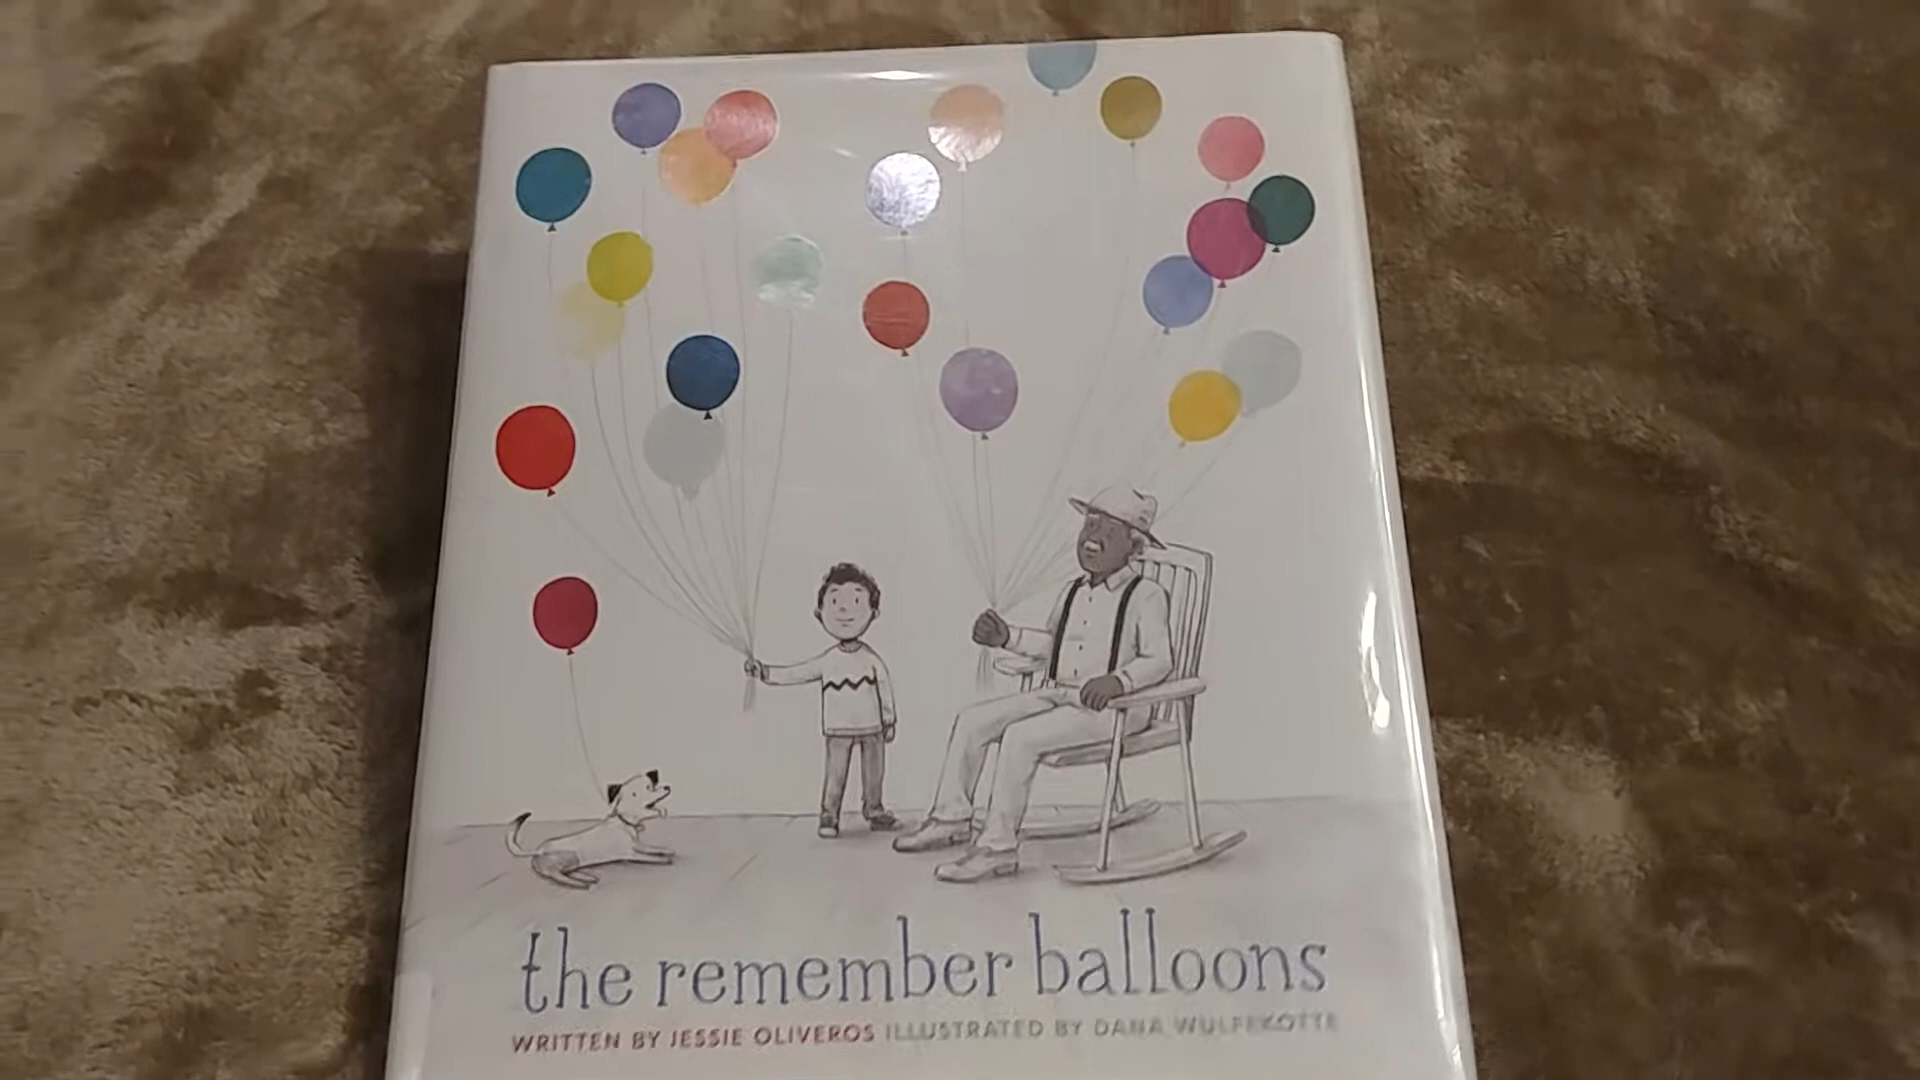 the remember balloons
WRITTEN BY JESSIE OLIVEROS ILLUSTRATED BY DANA WULFEKOTTE